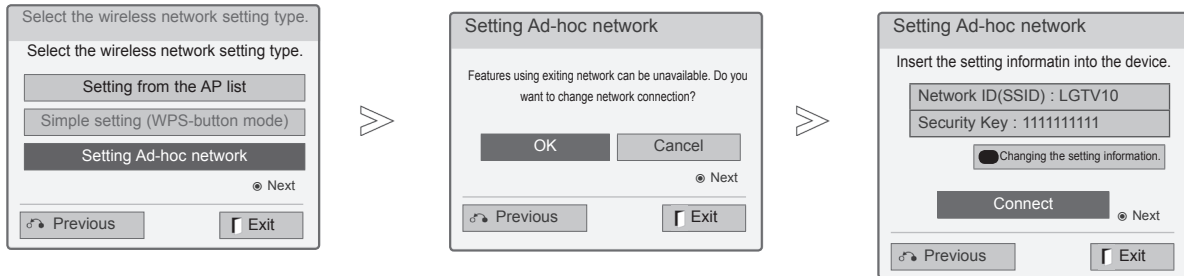 Select the wireless network setting type.
Select the wireless network setting type.
Setting from the AP list
Simple setting (WPS-button mode)
Setting Ad-hoc network
Next
Previous
Exit
Setting Ad-hoc network
Features using exiting network can be unavailable. Do you
want to change network connection?
OK
Cancel
Next
Previous
Exit
Setting Ad-hoc network
Insert the setting informatin into the device.
Network ID(SSID) : LGTV10
Security Key : 1111111111
Changing the setting information.
Connect
Next
Previous
Exit